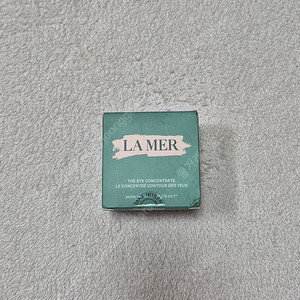 LA MER
THE EYE CONCENTRATE
LE CONCENTRÉ CONTOUR DES YEUX